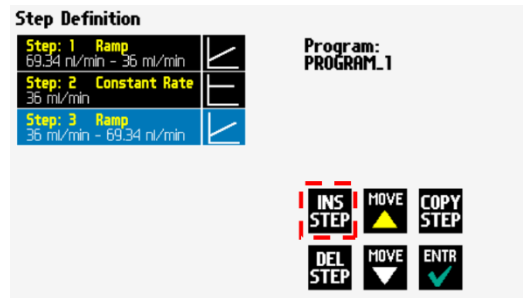 Step Definition
Step: 1 Ramp
69.34 nl/min - 36 ml/min
Step: 2 Constant Rate
36 ml/min
Step: 3 Ramp
36 ml/min - 69.34 nl/min
Program:
PROGRAM_1
INS
STEP
MOVE
COPY
STEP
DEL
STEP
MOVE
ENTR